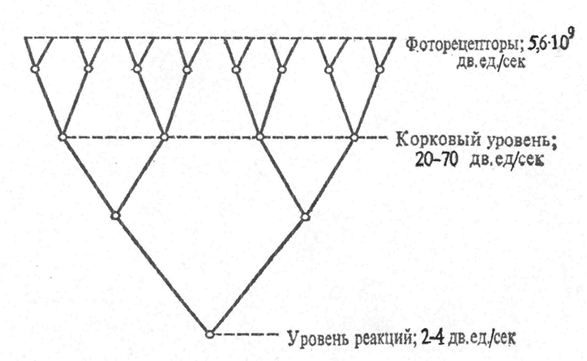 Фоторецепторы; 5,6·10⁹
дв.ед./сек
Корковый уровень;
20-70 дв.ед/сек
Уровень реакций; 2-4 дв.ед/сек